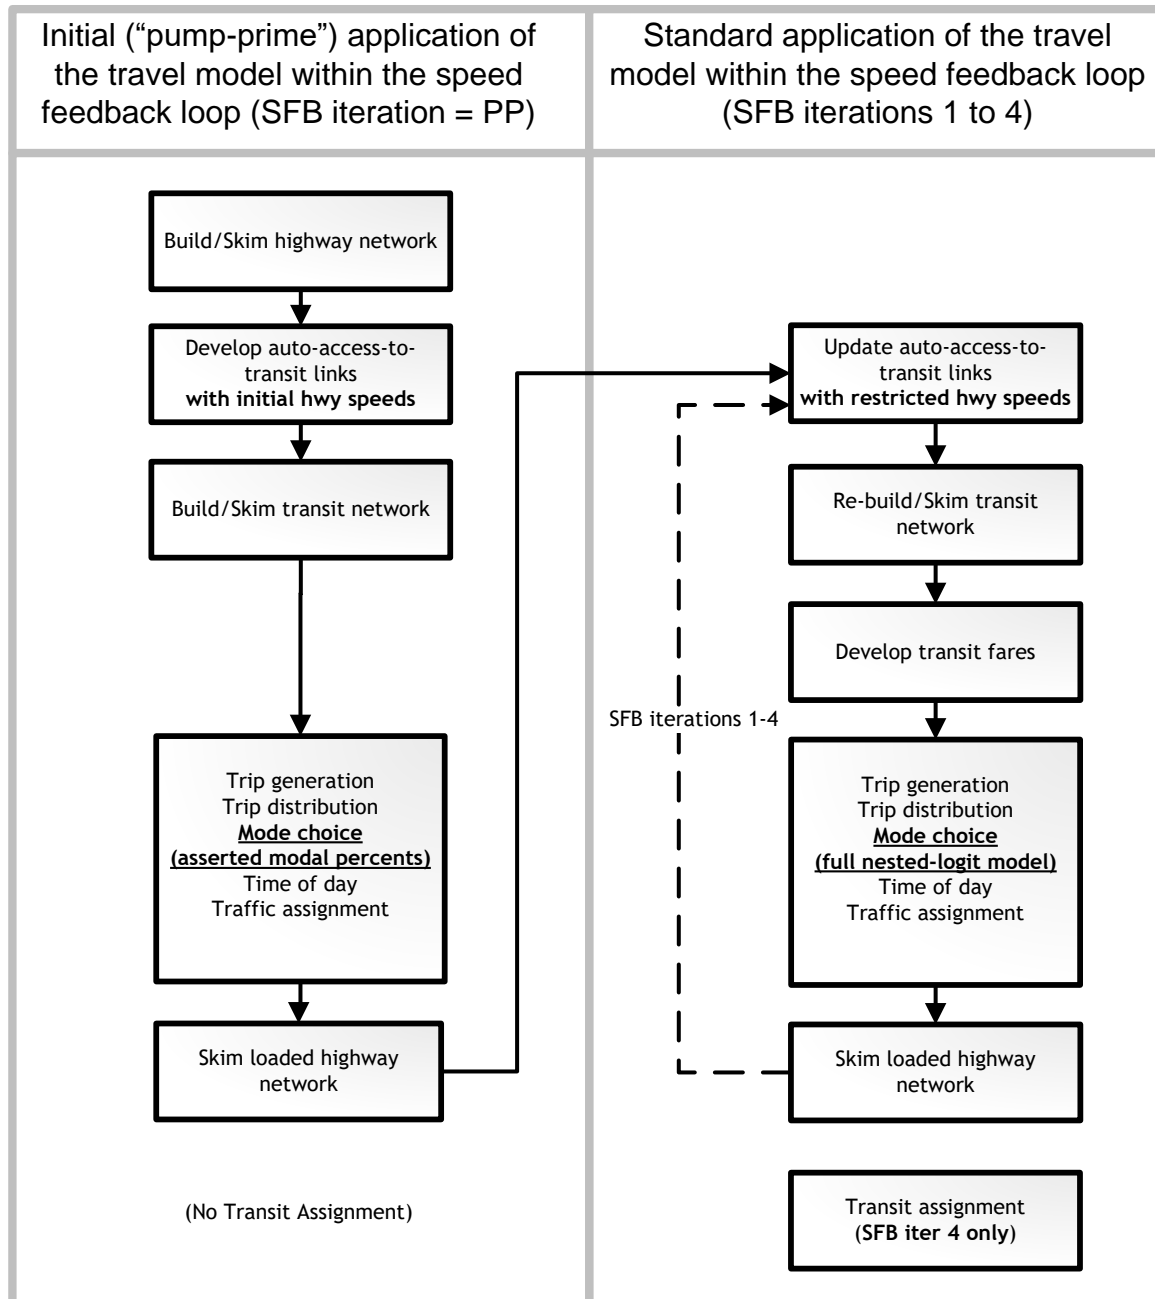 Initial (“pump-prime”) application of
the travel model within the speed
feedback loop (SFB iteration = PP)
Standard application of the travel
model within the speed feedback loop
(SFB iterations 1 to 4)
Build/Skim highway network
Develop auto-access-to-
transit links
with initial hwy speeds
Build/Skim transit network
Trip generation
Trip distribution
Mode choice
(asserted modal percents)
Time of day
Traffic assignment
Skim loaded highway
network
(No Transit Assignment)
Update auto-access-to-
transit links
with restricted hwy speeds
Re-build/Skim transit
network
Develop transit fares
SFB iterations 1-4
Trip generation
Trip distribution
Mode choice
(full nested-logit model)
Time of day
Traffic assignment
Skim loaded highway
network
Transit assignment
(SFB iter 4 only)